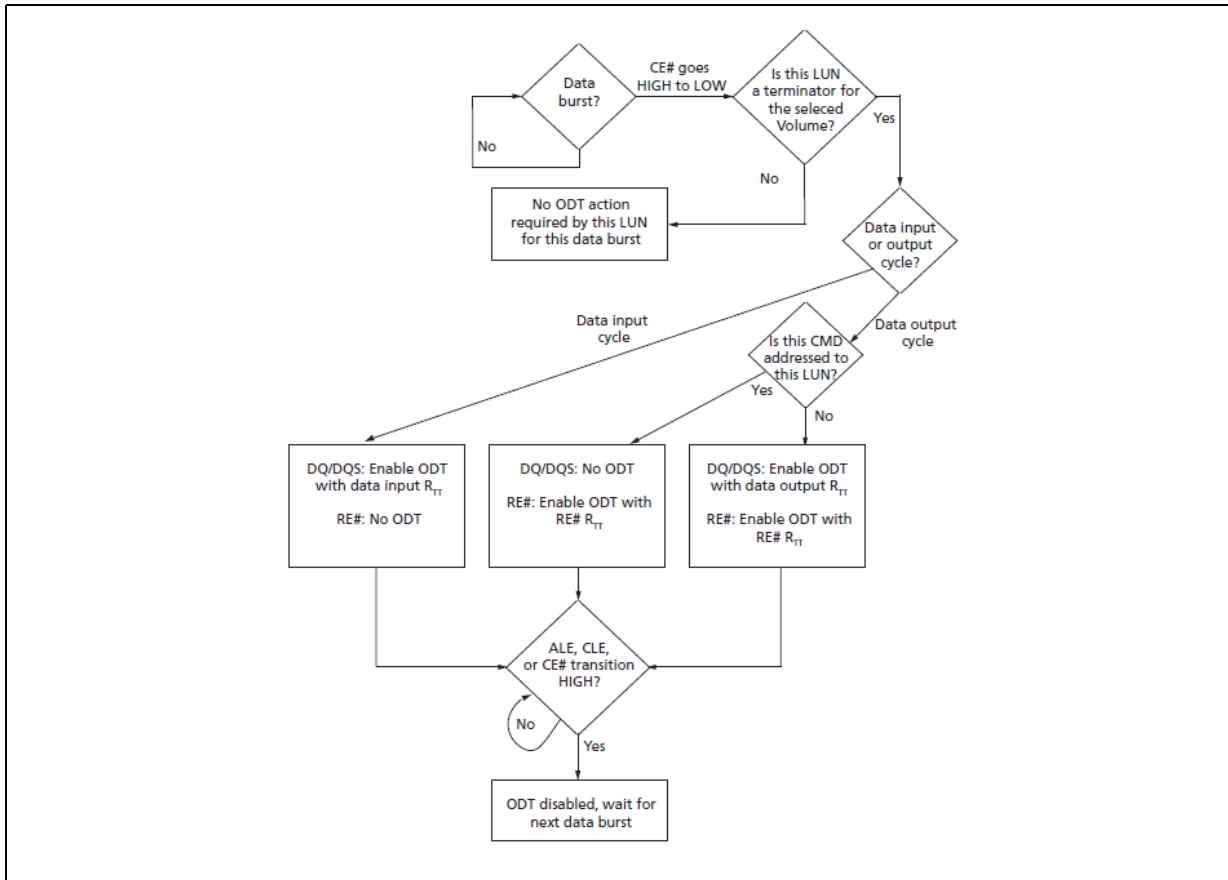 Data
burst?
CE# goes
HIGH to LOW
Is this LUN
a terminator for
the seleced
Volume?
Yes
No
No
No ODT action
required by this LUN
for this data burst
Data input
or output
cycle?
Data input
cycle
Data output
cycle
Is this CMD
addressed to
this LUN?
Yes
No
DQ/DQS: Enable ODT
with data input RTT
RE#: No ODT
DQ/DQS: No ODT
RE#: Enable ODT with
RE# RTT
DQ/DQS: Enable ODT
with data output RTT
RE#: Enable ODT with
RE# RTT
ALE, CLE,
or CE# transition
HIGH?
No
Yes
ODT disabled, wait for
next data burst